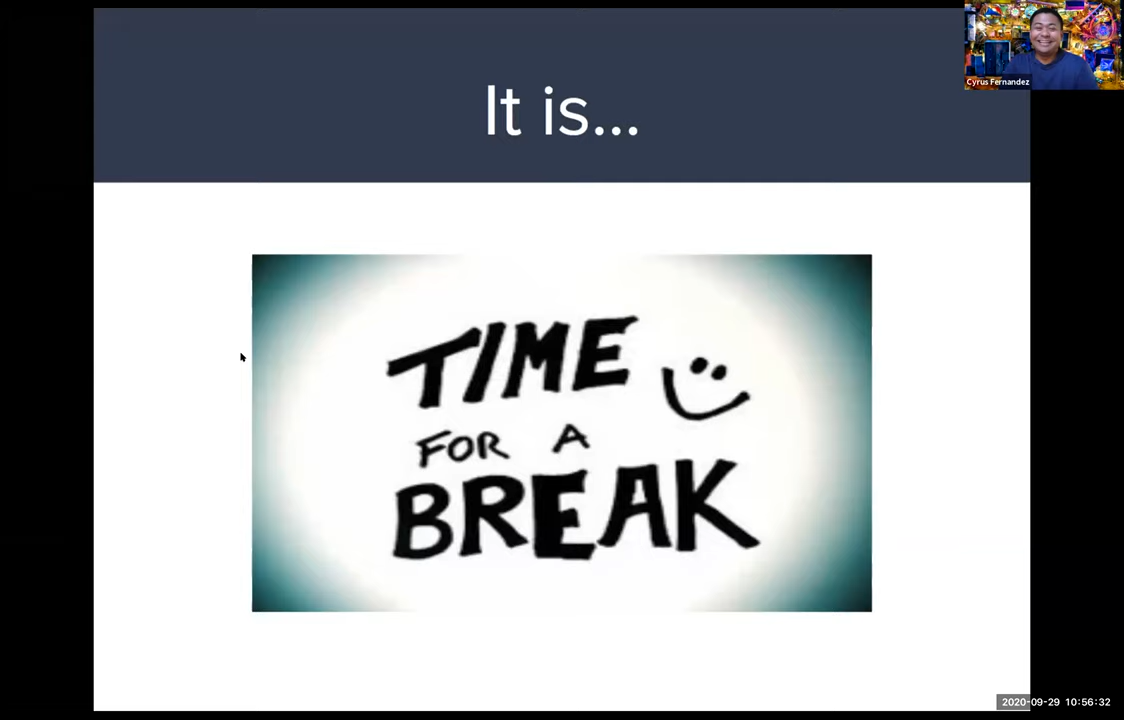 Cyrus Fernandez
It is...
TIME
FOR A
BREAK
2020-09-29 10:56:32